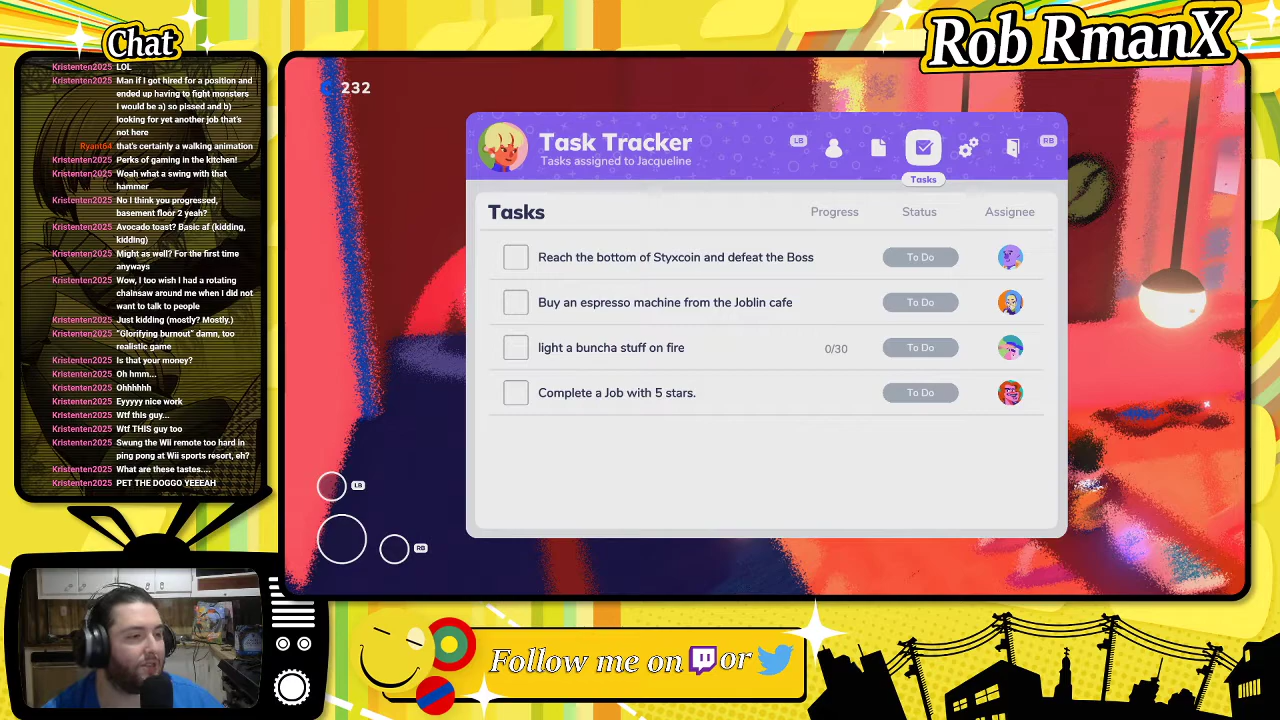 Chat
Rob RmanX
Kristenten2025 LOL
Kristenten2025 Man if I got hired for a position and
ended up having to fight monsters
I would be a) so pissed and b)
looking for yet another job that's
not here
Ryant64 that's certainly a walking animation
Kristenten2025 Perks of gaming in the kitchen!
Kristenten2025 Woah what a swing with that
hammer
Kristenten2025 No I think you progressed,
basement floor 2 yeah?
Kristenten2025 Avocado toast? Basic af (kidding,
kidding)
Kristenten2025 Might as well? For the first time
anyways
Kristenten2025 Wow, I too wish I had a rotating
chainsaw around me when I did not
want to talk to people
Kristenten2025 Just kidding (mostly? Mostly.)
Kristenten2025 "Glorifying burnout" damn, too
realistic game
Kristenten2025 Is that your money?
Kristenten2025 Oh hmm...
Kristenten2025 Ohhhhhh
Kristenten2025 Eyyyyy nice work
Kristenten2025 Wtf this guy...
Kristenten2025 Wtf THIS guy too
Kristenten2025 Swung the Wii remote too hard in
ping pong at Wii sports resort, eh?
Kristenten2025 What are these tastes....
Kristenten2025 PET THE DOGGO YEEEAH
232
Task Tracker
Tasks assigned to Jacqueline
LB
RB
Tasks
Tasks Progress Status Assignee
Reach the bottom of Styxcoin and defeat the Boss To Do
Buy an espresso machine from the Joblin cafe To Do
light a buncha stuff on fire 0/30 To Do
Complete a Job with 5 stars. To Do
LB
RB
Follow me on or